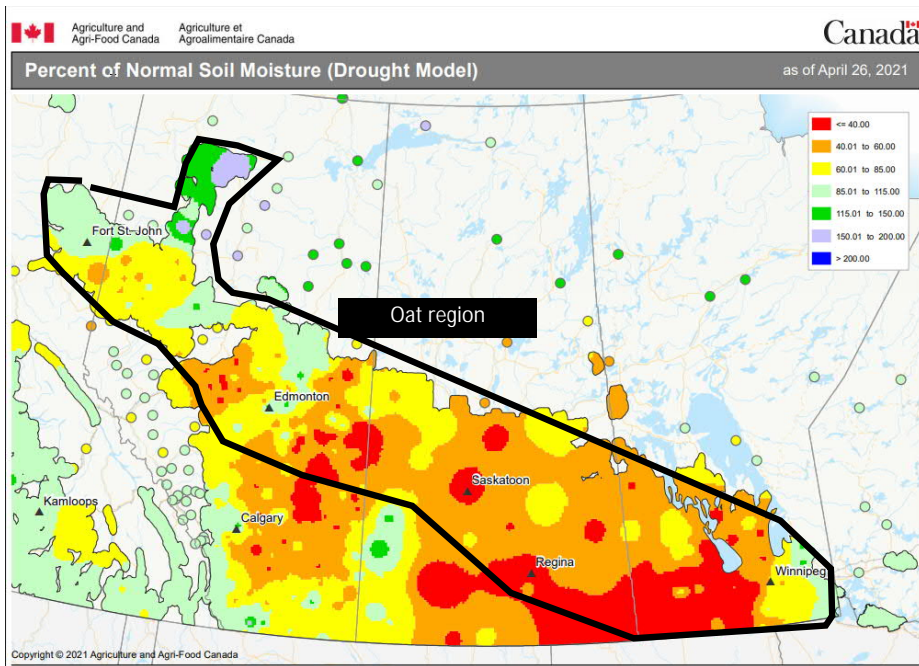 Agriculture and
Agri-Food Canada
Agriculture et
Agroalimentaire Canada
Canada
Percent of Normal Soil Moisture (Drought Model)
as of April 26, 2021
<= 40.00
40.01 to 60.00
60.01 to 85.00
85.01 to 115.00
115.01 to 150.00
150.01 to 200.00
> 200.00
Fort St. John
Oat region
Edmonton
Saskatoon
Kamloops
Calgary
Regina
Winnipeg
Copyright © 2021 Agriculture and Agri-Food Canada